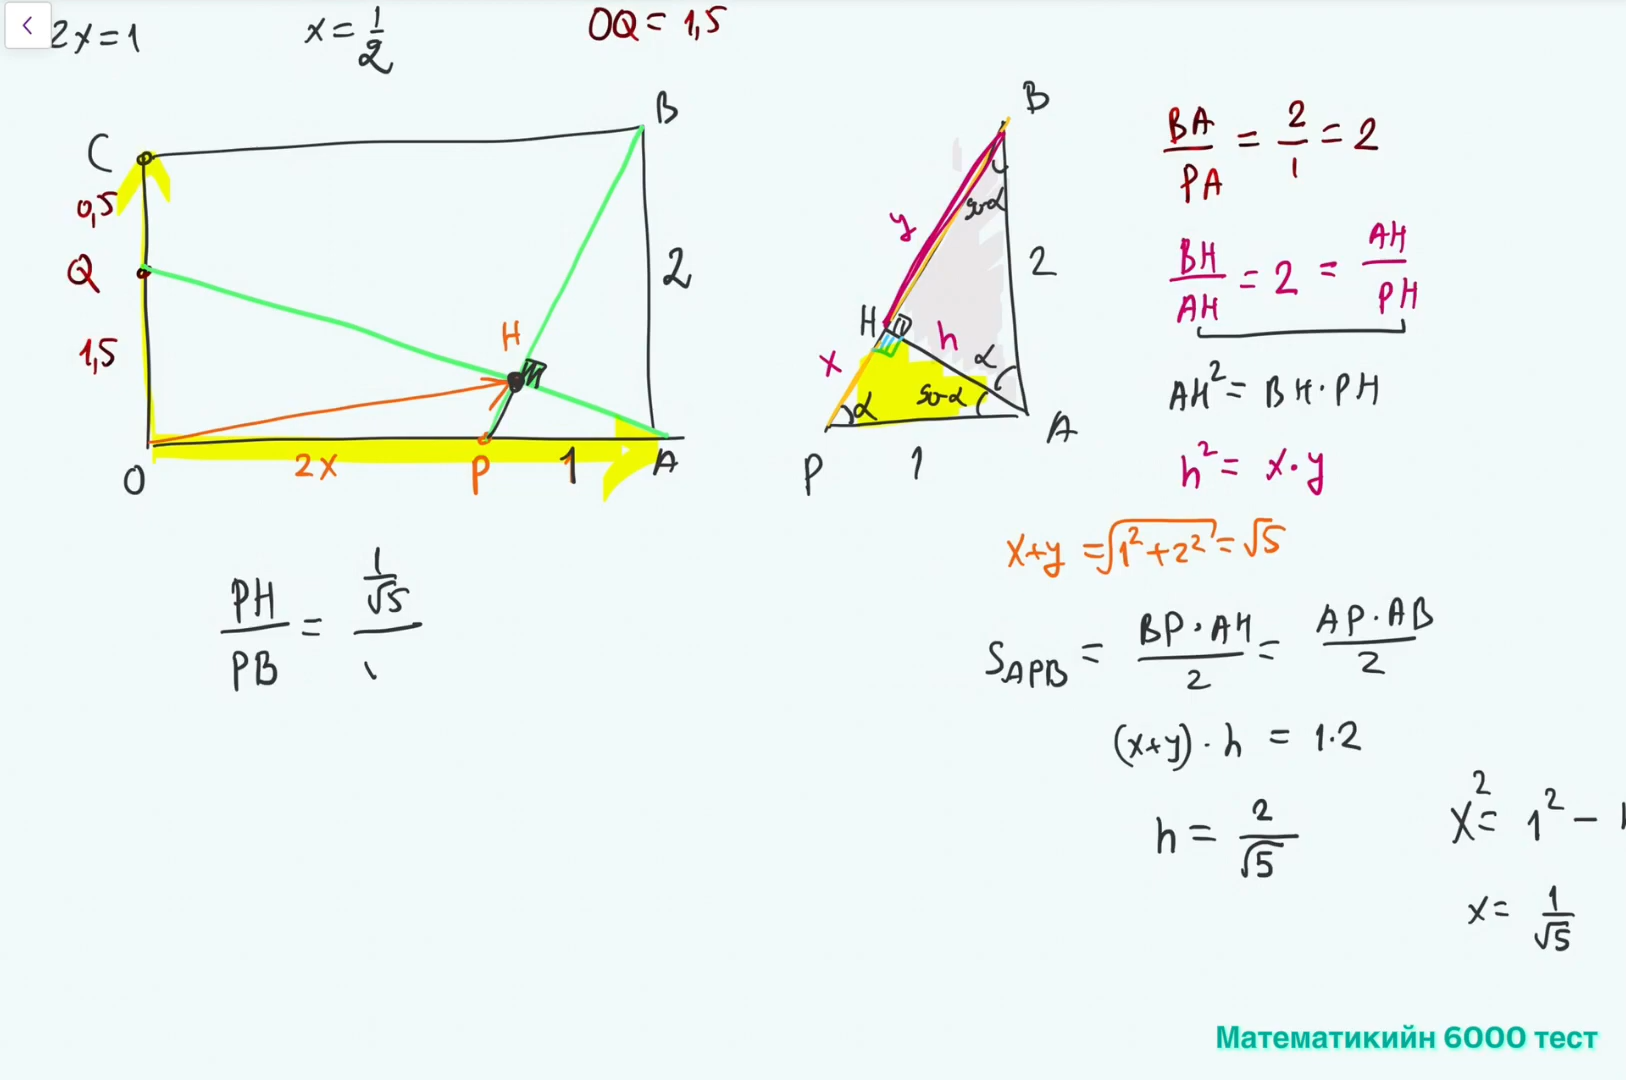 2x=1
x= 1/2
OQ= 1,5
C
B
0,5
Q
1,5
H
2
O
2x
P
1
A
PH/PB = (1/√5)/
B
y
90-α
2
H
h
x
α
α
90-α
P
1
A
BA/PA = 2/1 = 2
BH/AH = 2 = AH/PH
AH² = BH·PH
h² = x·y
x+y = √1²+2² = √5
S_APB = BP·AH/2 = AP·AB/2
(x+y)·h = 1·2
h = 2/√5
x² = 1² −
x= 1/√5
Математикийн 6000 тест